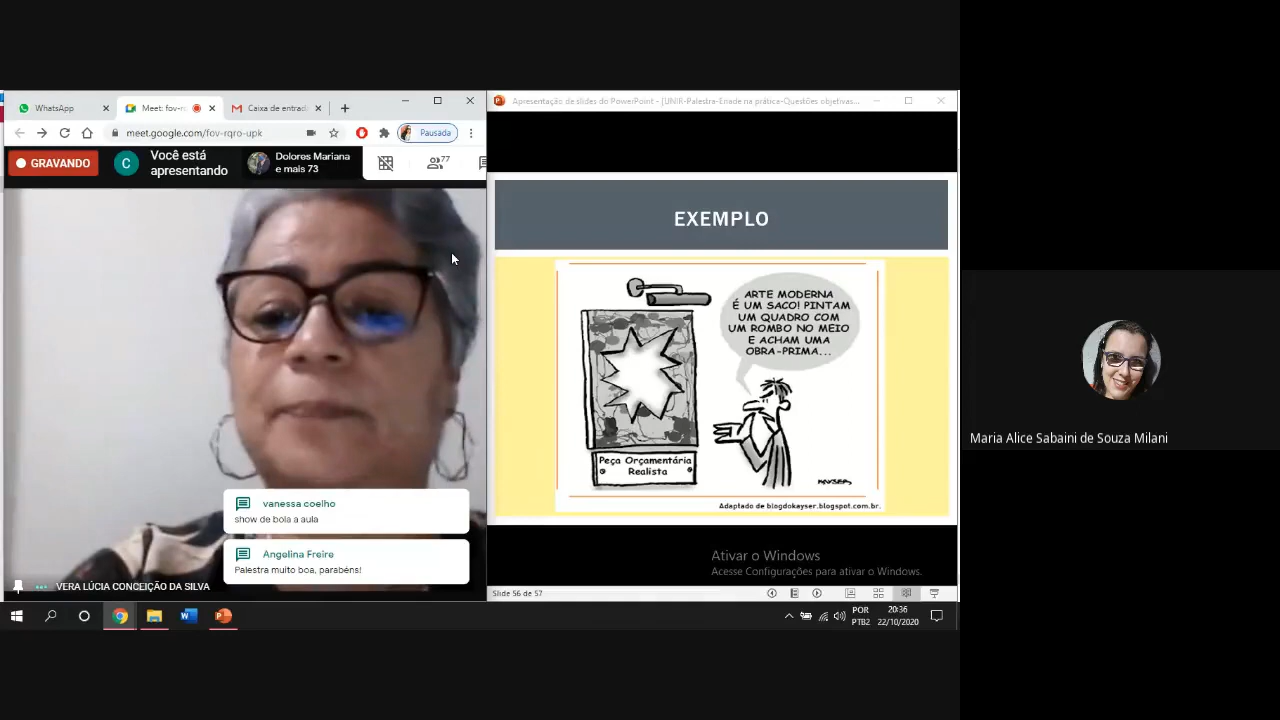 WhatsApp
Meet: fov-r
Caixa de entrad
meet.google.com/fov-rqro-upk
Pausada
GRAVANDO
C
Você está
apresentando
Dolores Mariana
e mais 73
77
vanessa coelho
show de bola a aula
Angelina Freire
Palestra muito boa, parabéns!
VERA LÚCIA CONCEIÇÃO DA SILVA
Apresentação de slides do PowerPoint - [UNIR-Palestra-Enade na prática-Questões objetivas...
EXEMPLO
ARTE MODERNA
É UM SACO! PINTAM
UM QUADRO COM
UM ROMBO NO MEIO
E ACHAM UMA
OBRA-PRIMA...
Peça Orçamentária
Realista
KAYSER
Adaptado de blogdokayser.blogspot.com.br.
Ativar o Windows
Acesse Configurações para ativar o Windows.
Slide 56 de 57
POR
PTB2
20:36
22/10/2020
Maria Alice Sabaini de Souza Milani